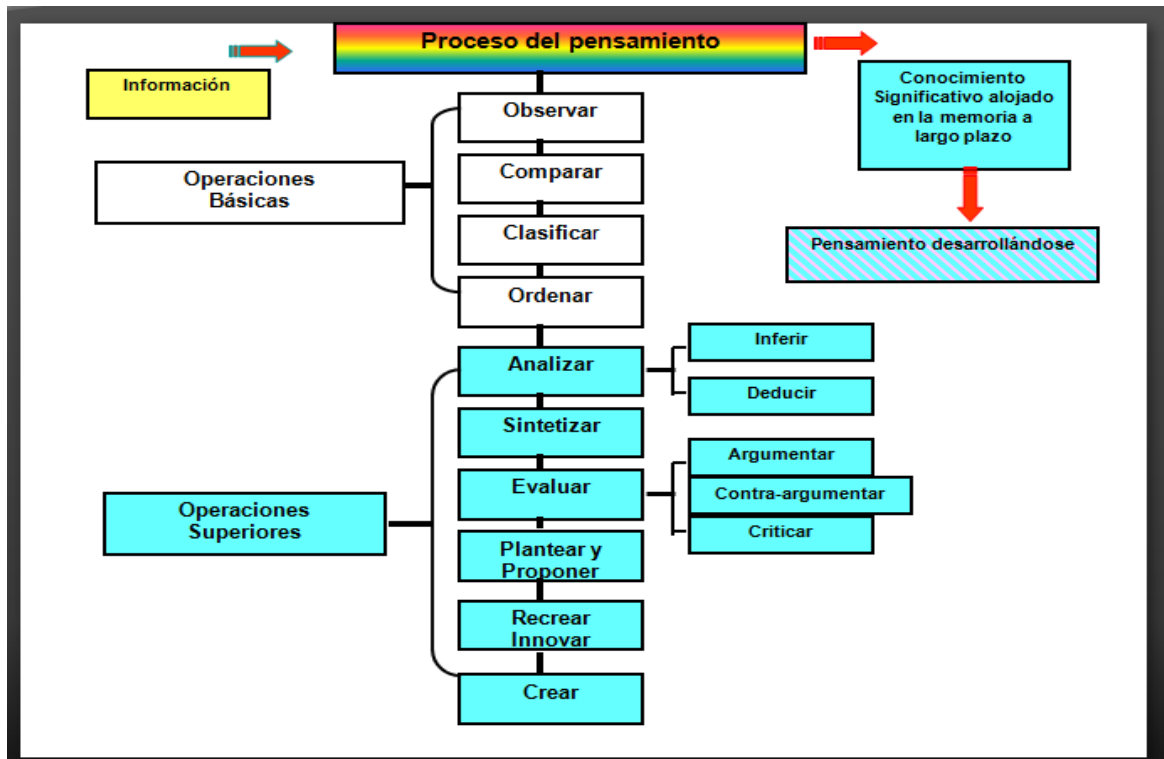 Proceso del pensamiento
Información
Conocimiento
Significativo alojado
en la memoria a
largo plazo
Observar
Operaciones
Básicas
Comparar
Clasificar
Pensamiento desarrollándose
Ordenar
Analizar
Inferir
Deducir
Sintetizar
Evaluar
Argumentar
Contra-argumentar
Criticar
Operaciones
Superiores
Plantear y
Proponer
Recrear
Innovar
Crear